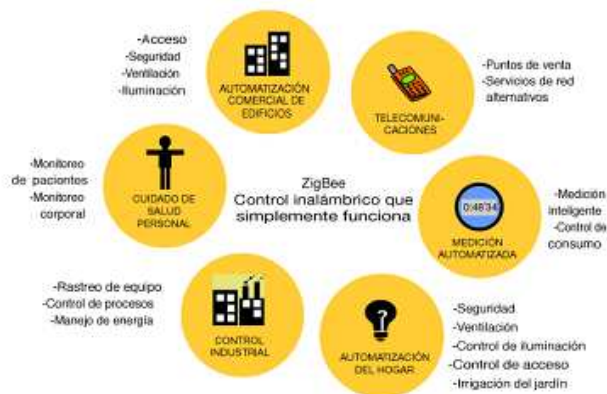 -Acceso
-Seguridad
-Ventilación
-Iluminación
AUTOMATIZACIÓN
COMERCIAL DE
EDIFICIOS
TELECOMUNI-
CACIONES
-Puntos de venta
-Servicios de red
alternativos
-Monitoreo
de pacientes
-Monitoreo
corporal
CUIDADO DE
SALUD
PERSONAL
ZigBee
Control inalámbrico que
simplemente funciona
0:48'34
MEDICIÓN
AUTOMATIZADA
-Medición
inteligente
-Control de
consumo
-Rastreo de equipo
-Control de procesos
-Manejo de energía
CONTROL
INDUSTRIAL
?
AUTOMATIZACIÓN
DEL HOGAR
-Seguridad
-Ventilación
-Control de iluminación
-Control de acceso
-Irrigación del jardín